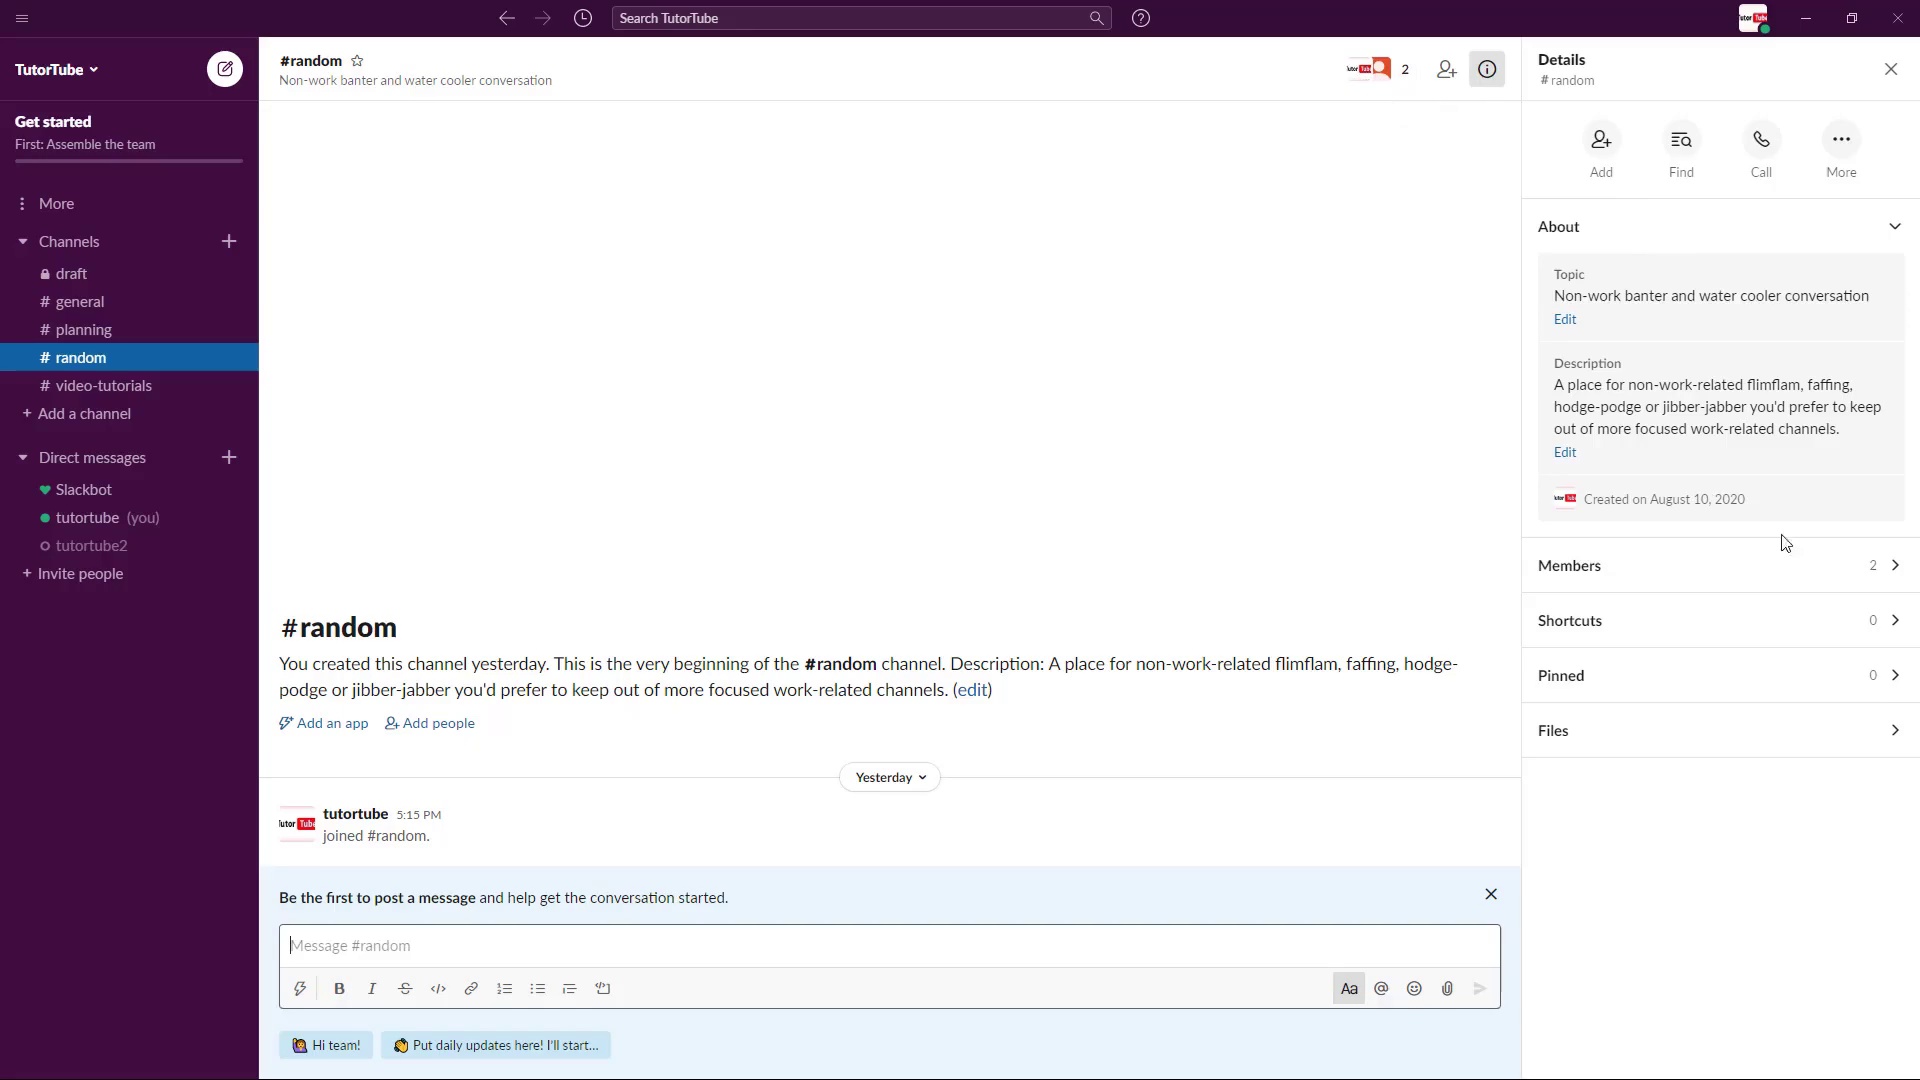 Search TutorTube
TutorTube
Get started
First: Assemble the team
More
Channels
draft
# general
# planning
# random
# video-tutorials
+ Add a channel
Direct messages
Slackbot
tutortube (you)
tutortube2
+ Invite people
#random
Non-work banter and water cooler conversation
2
#random
You created this channel yesterday. This is the very beginning of the #random channel. Description: A place for non-work-related flimflam, faffing, hodge-
podge or jibber-jabber you'd prefer to keep out of more focused work-related channels. (edit)
Add an app Add people
Yesterday
tutortube 5:15 PM
joined #random.
Be the first to post a message and help get the conversation started.
Message #random
B I S </> Aa @
Hi team! Put daily updates here! I'll start...
Details
# random
Add Find Call More
About
Topic
Non-work banter and water cooler conversation
Edit
Description
A place for non-work-related flimflam, faffing,
hodge-podge or jibber-jabber you'd prefer to keep
out of more focused work-related channels.
Edit
Created on August 10, 2020
Members 2
Shortcuts 0
Pinned 0
Files